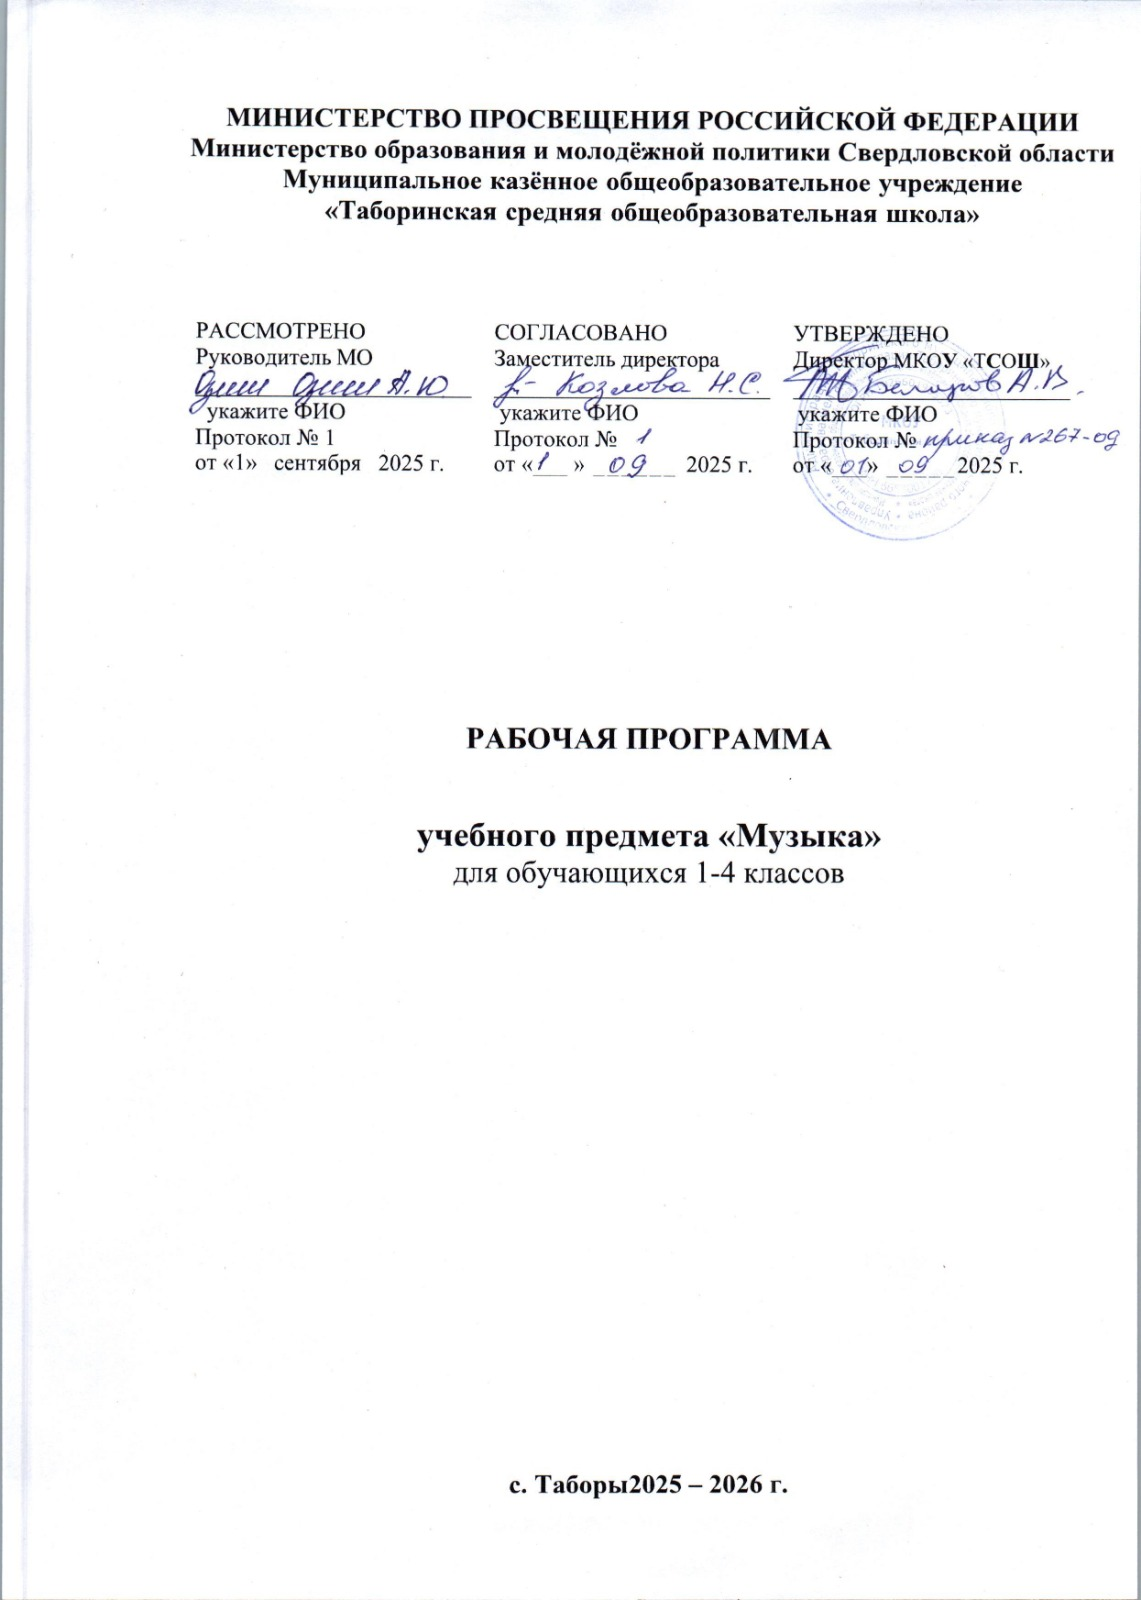 МИНИСТЕРСТВО ПРОСВЕЩЕНИЯ РОССИЙСКОЙ ФЕДЕРАЦИИ
Министерство образования и молодёжной политики Свердловской области
Муниципальное казённое общеобразовательное учреждение
«Таборинская средняя общеобразовательная школа»
РАССМОТРЕНО
Руководитель МО
А.Ю
укажите ФИО
Протокол № 1
от «1» сентября 2025 г.
СОГЛАСОВАНО
Заместитель директора
Козлова Н.С.
укажите ФИО
Протокол № 1
от «1» 09 2025 г.
УТВЕРЖДЕНО
Директор МКОУ «ТСОШ»
А.В.
укажите ФИО
Протокол № приказ №267-од
от «01» 09 2025 г.
МКОУ
РАБОЧАЯ ПРОГРАММА
учебного предмета «Музыка»
для обучающихся 1-4 классов
с. Таборы2025 – 2026 г.